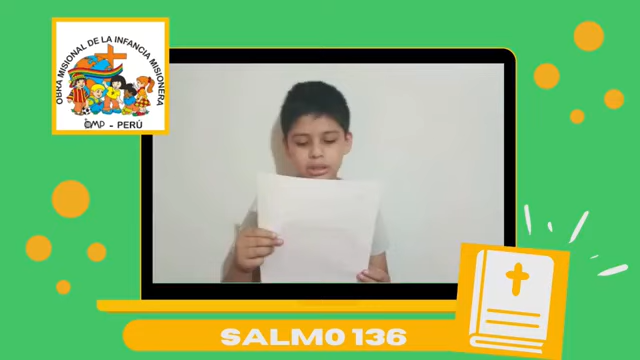 OBRA MISIONAL DE LA INFANCIA MISIONERA
OMP - PERÚ
SALMO 136